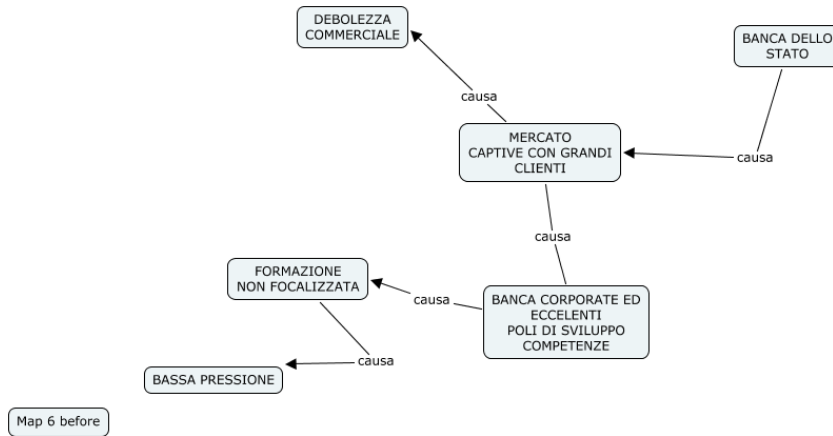 DEBOLEZZA
COMMERCIALE
BANCA DELLO
STATO
causa
MERCATO
CAPTIVE CON GRANDI
CLIENTI
causa
causa
FORMAZIONE
NON FOCALIZZATA
causa
BANCA CORPORATE ED
ECCELENTI
POLI DI SVILUPPO
COMPETENZE
causa
BASSA PRESSIONE
Map 6 before